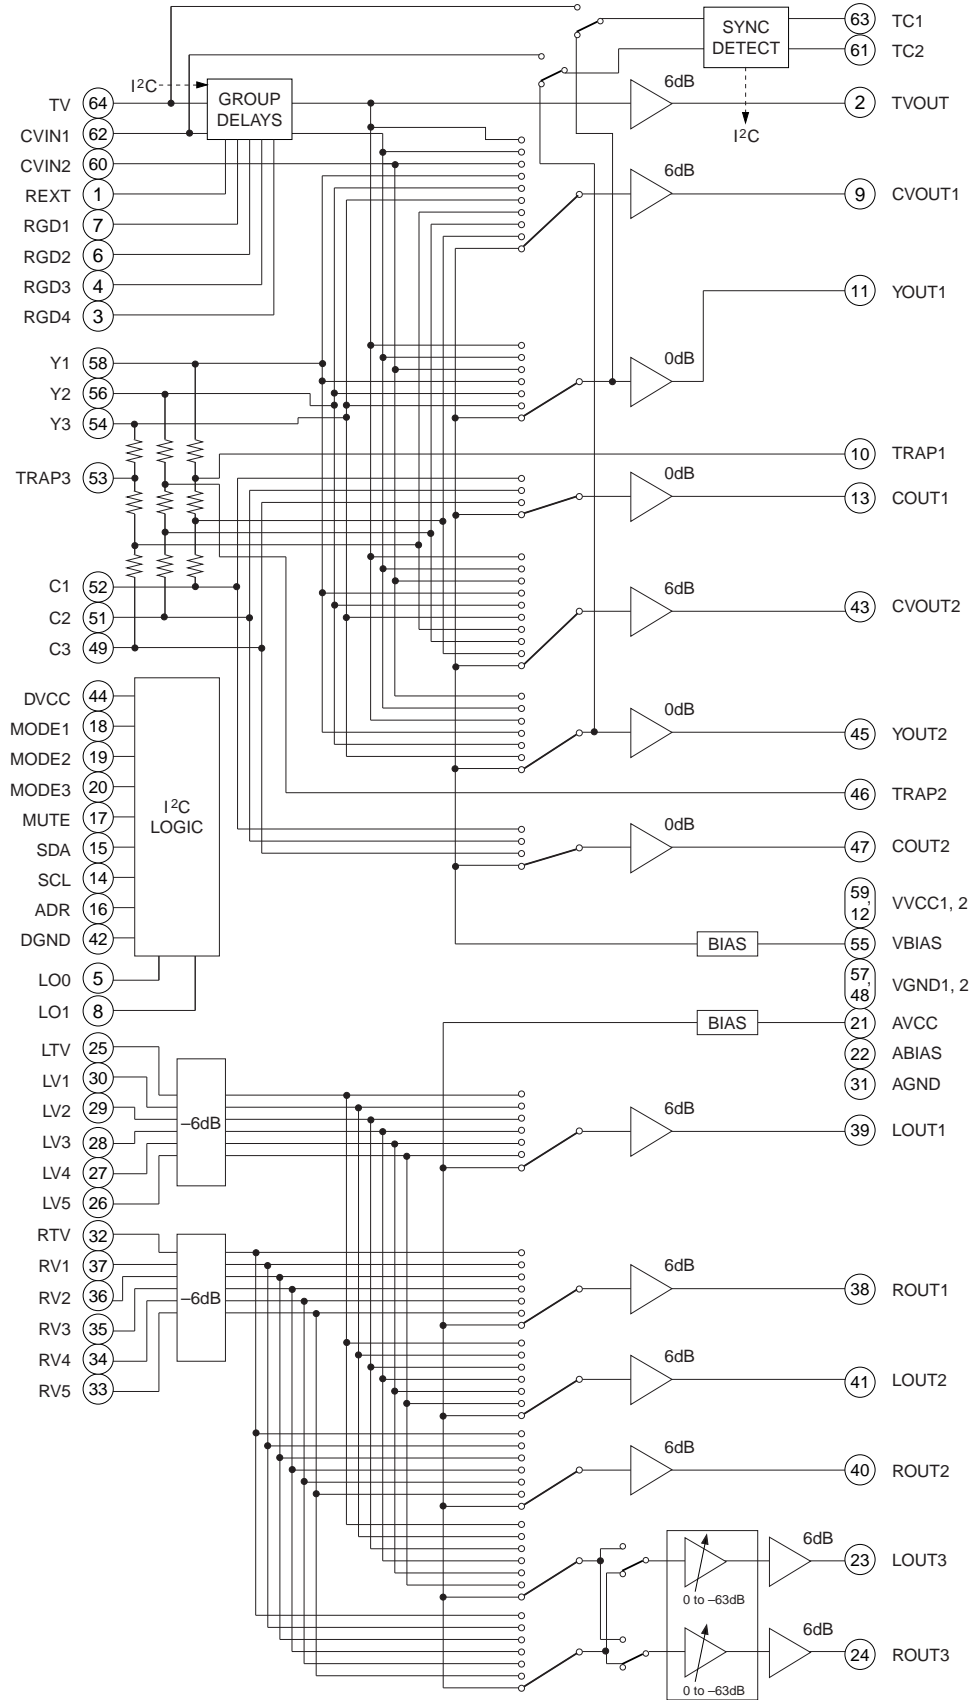 SYNC
DETECT
63 TC1
61 TC2
I2C
GROUP
DELAYS
6dB
TV 64
2 TVOUT
I2C
CVIN1 62
CVIN2 60
6dB
REXT 1
9 CVOUT1
RGD1 7
RGD2 6
RGD3 4
11 YOUT1
RGD4 3
Y1 58
0dB
Y2 56
Y3 54
10 TRAP1
TRAP3 53
0dB
13 COUT1
C1 52
6dB
43 CVOUT2
C2 51
C3 49
DVCC 44
MODE1 18
0dB
45 YOUT2
MODE2 19
MODE3 20
46 TRAP2
I2C
LOGIC
MUTE 17
0dB
SDA 15
47 COUT2
SCL 14
59,
12
VVCC1, 2
ADR 16
DGND 42
BIAS
55 VBIAS
LO0 5
57,
48
VGND1, 2
LO1 8
BIAS
21 AVCC
LTV 25
22 ABIAS
LV1 30
31 AGND
LV2 29
–6dB
6dB
39 LOUT1
LV3 28
LV4 27
LV5 26
RTV 32
RV1 37
6dB
RV2 36
–6dB
38 ROUT1
RV3 35
RV4 34
6dB
41 LOUT2
RV5 33
6dB
40 ROUT2
6dB
23 LOUT3
0 to –63dB
6dB
24 ROUT3
0 to –63dB